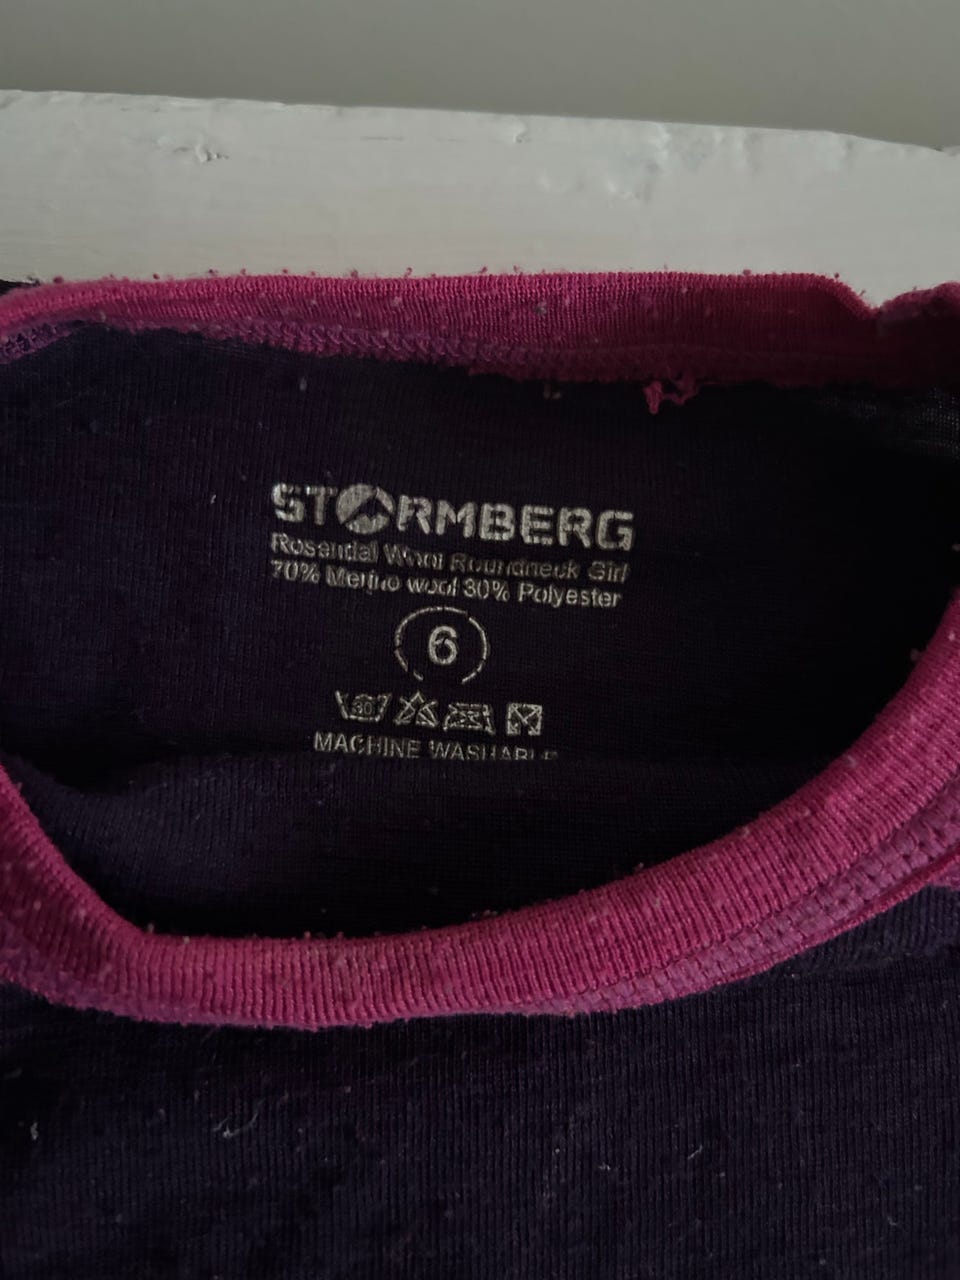 STORMBERG
Rosendal Wool Roundneck Girl
70% Merino wool 30% Polyester
6
30
MACHINE WASHABLE